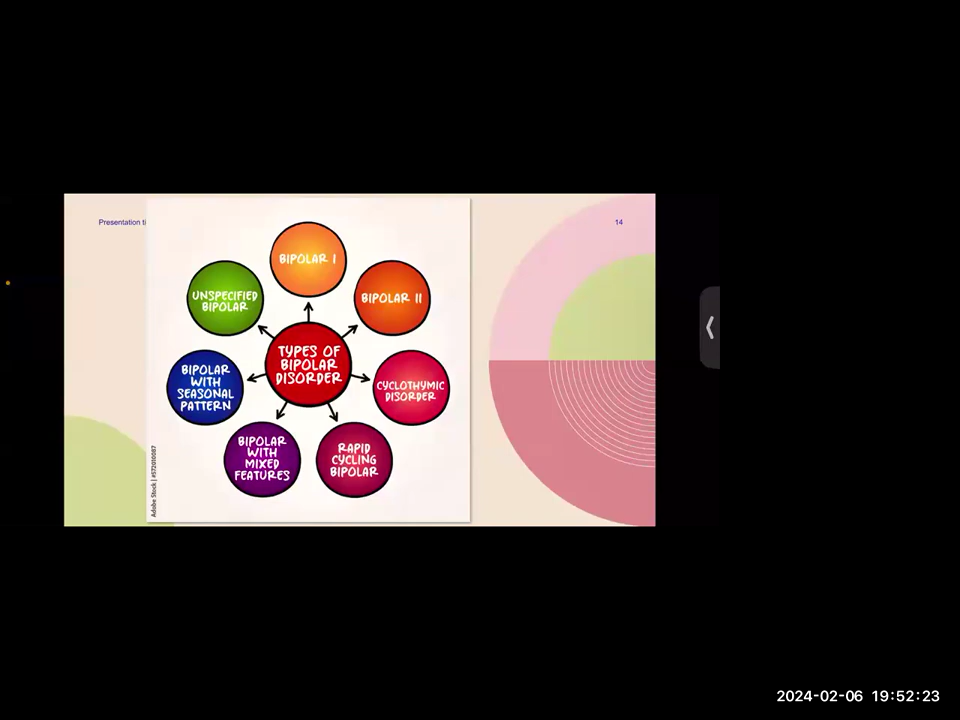 Presentation ti
14
BIPOLAR I
UNSPECIFIED
BIPOLAR
BIPOLAR II
TYPES OF
BIPOLAR
DISORDER
BIPOLAR
WITH
SEASONAL
PATTERN
CYCLOTHYMIC
DISORDER
BIPOLAR
WITH
MIXED
FEATURES
RAPID
CYCLING
BIPOLAR
Adobe Stock | #572010087
2024-02-06 19:52:23